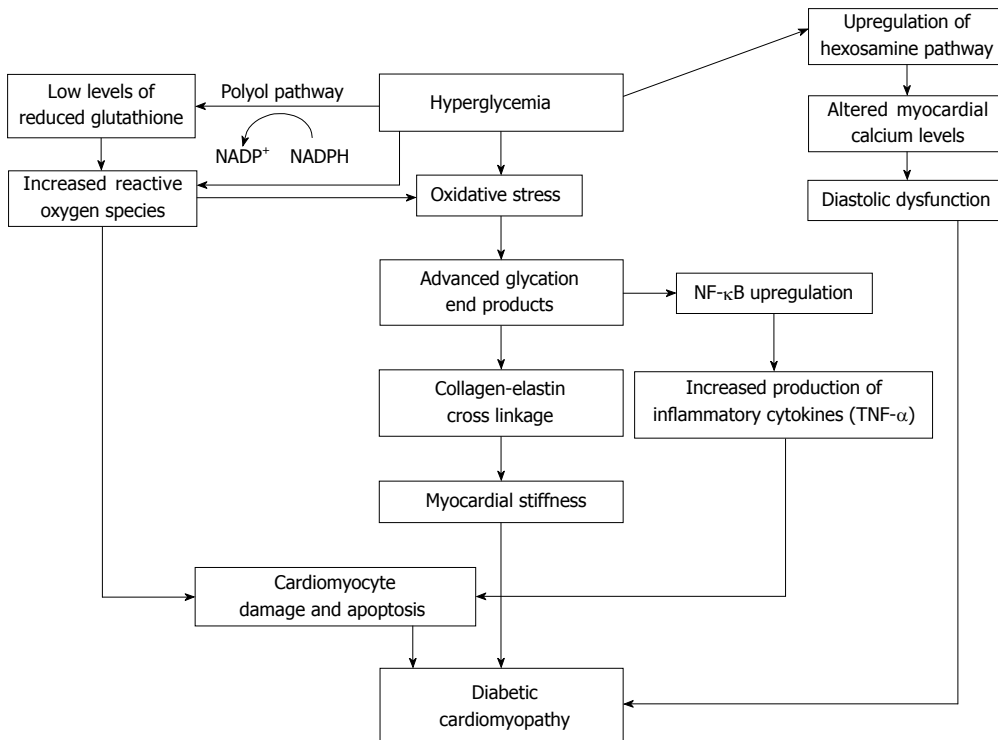 Upregulation of
hexosamine pathway
Low levels of
reduced glutathione
Polyol pathway
NADP⁺ NADPH
Hyperglycemia
Altered myocardial
calcium levels
Increased reactive
oxygen species
Oxidative stress
Diastolic dysfunction
Advanced glycation
end products
NF-κB upregulation
Collagen-elastin
cross linkage
Increased production of
inflammatory cytokines (TNF-α)
Myocardial stiffness
Cardiomyocyte
damage and apoptosis
Diabetic
cardiomyopathy